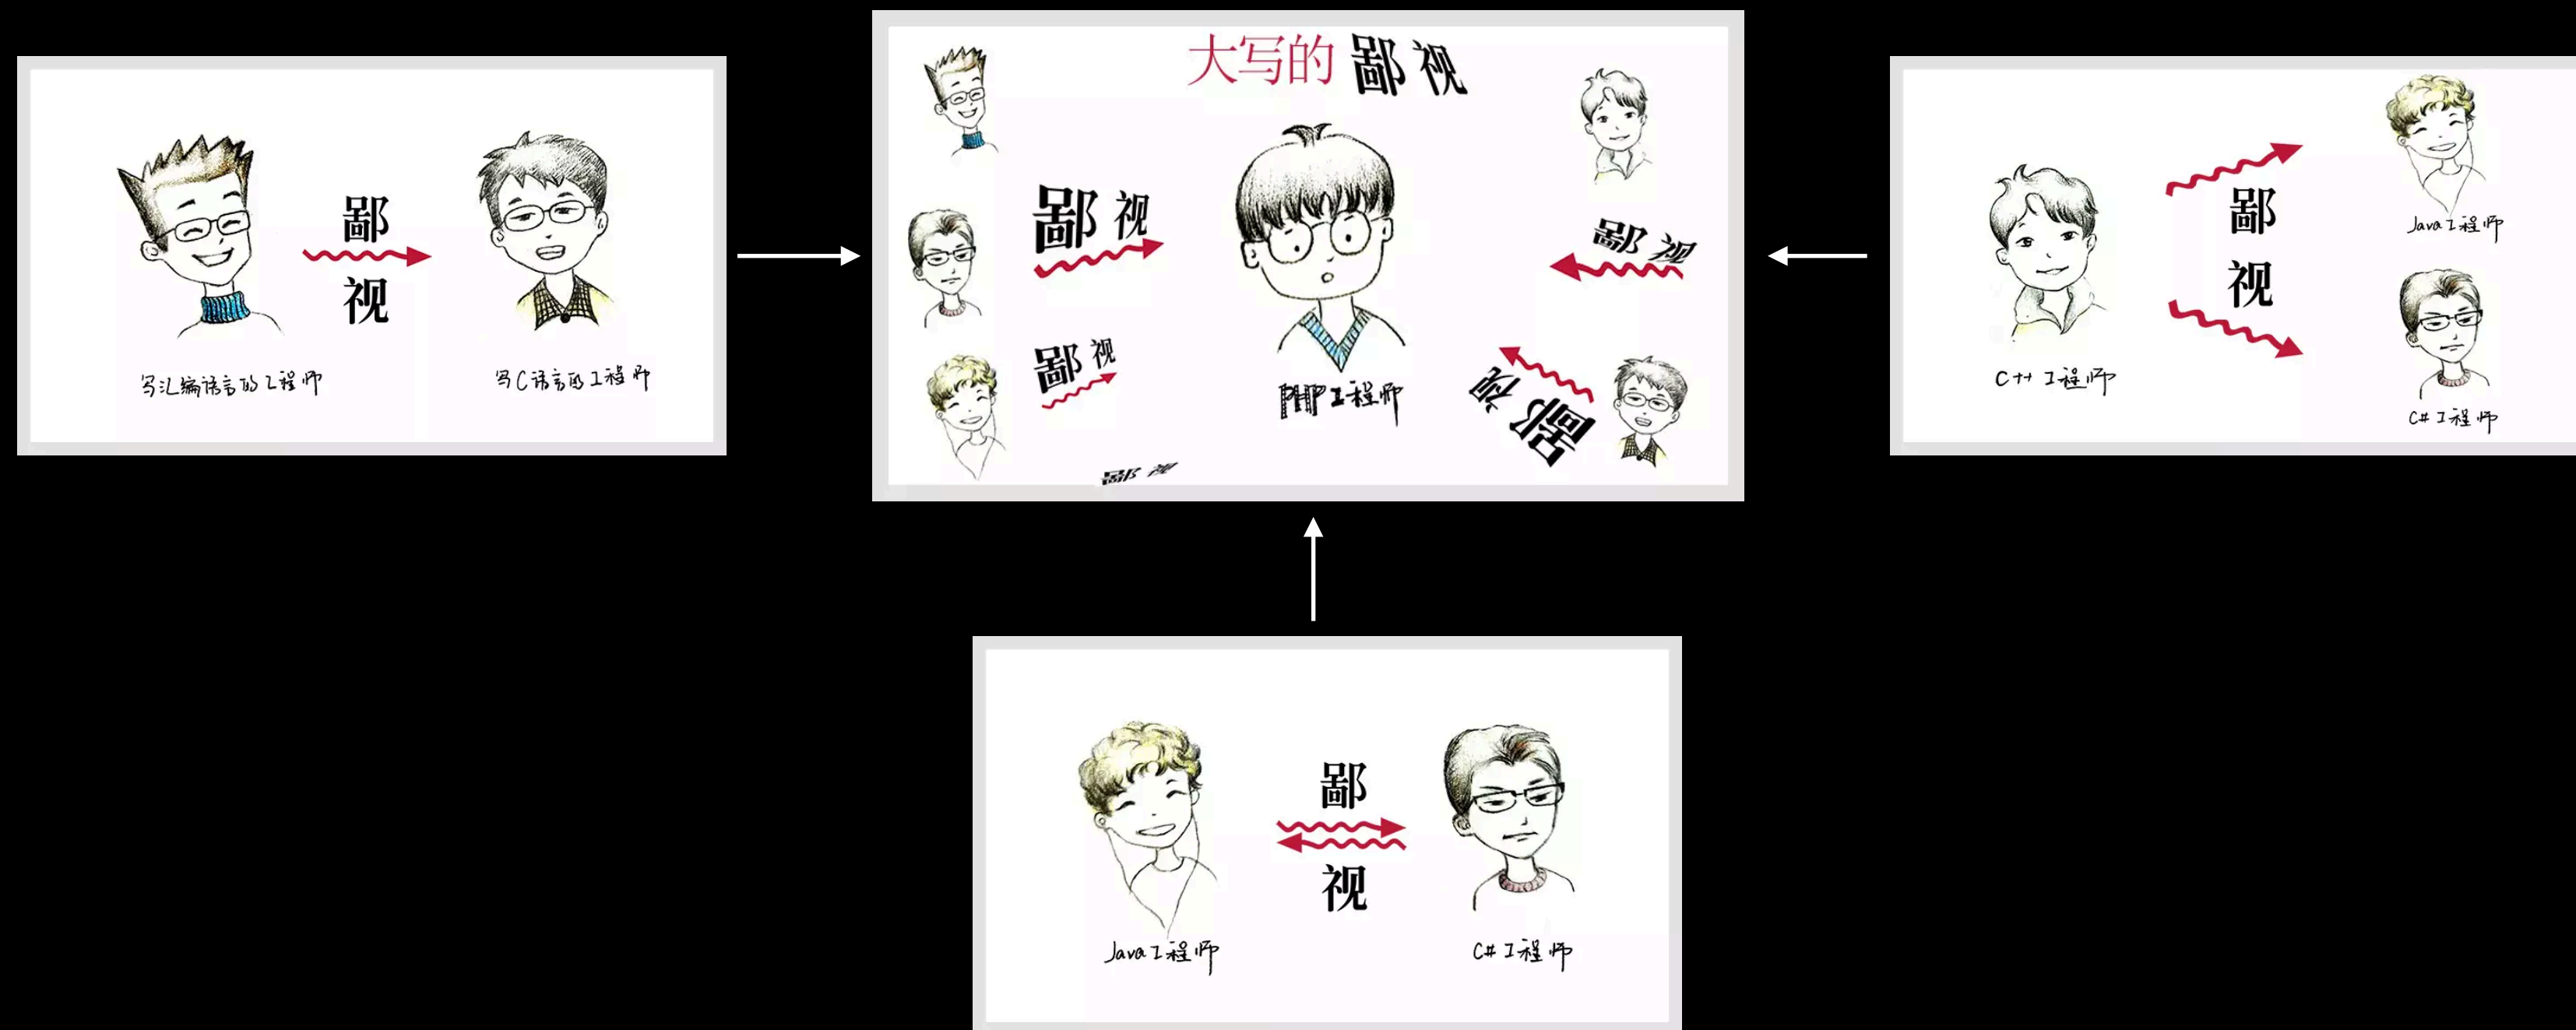 鄙
视
写汇编语言的工程师
写C语言的工程师
大写的 鄙 视
鄙 视
鄙 视
鄙 视
鄙 视
鄙 视
PHP工程师
鄙
视
C++工程师
Java工程师
C#工程师
鄙
视
Java工程师
C#工程师